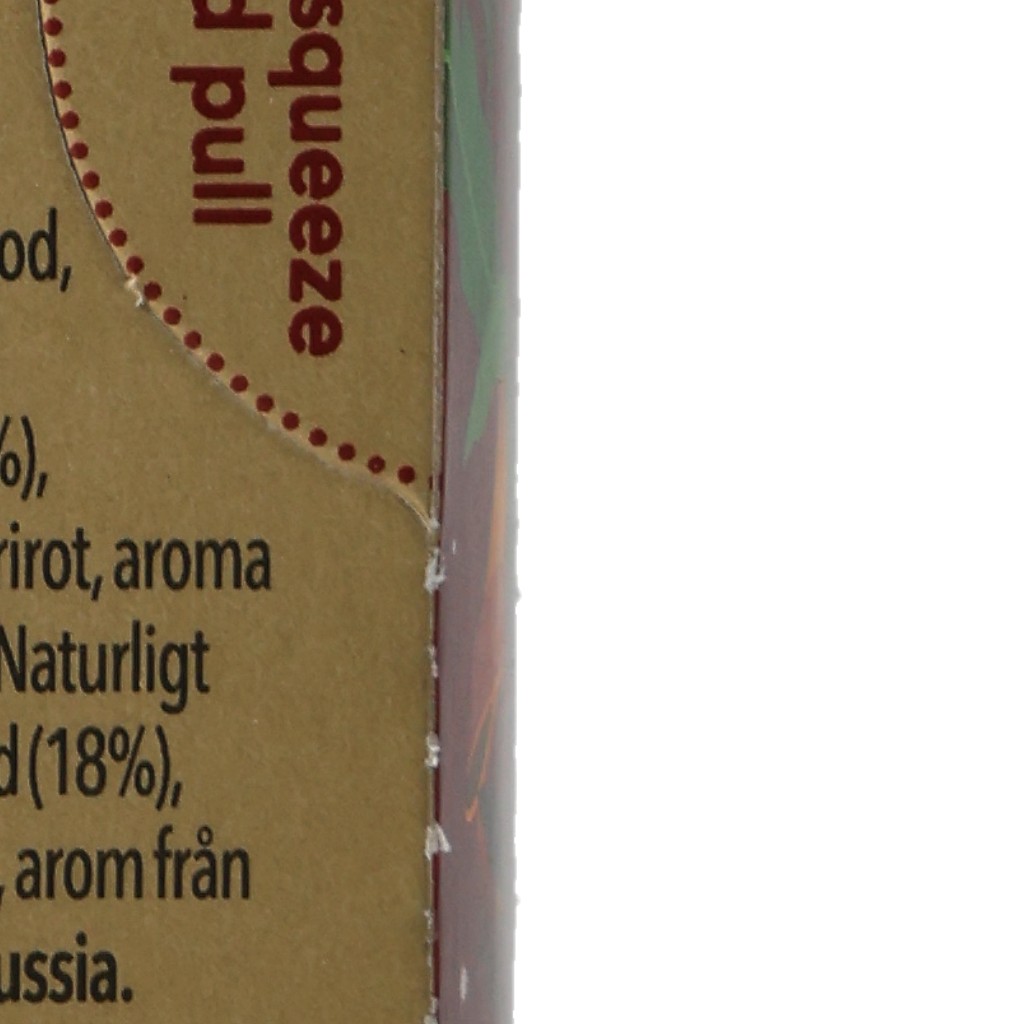 squeeze
d pull
od,
%),
rirot, aroma
Naturligt
d (18%),
, arom från
ussia.